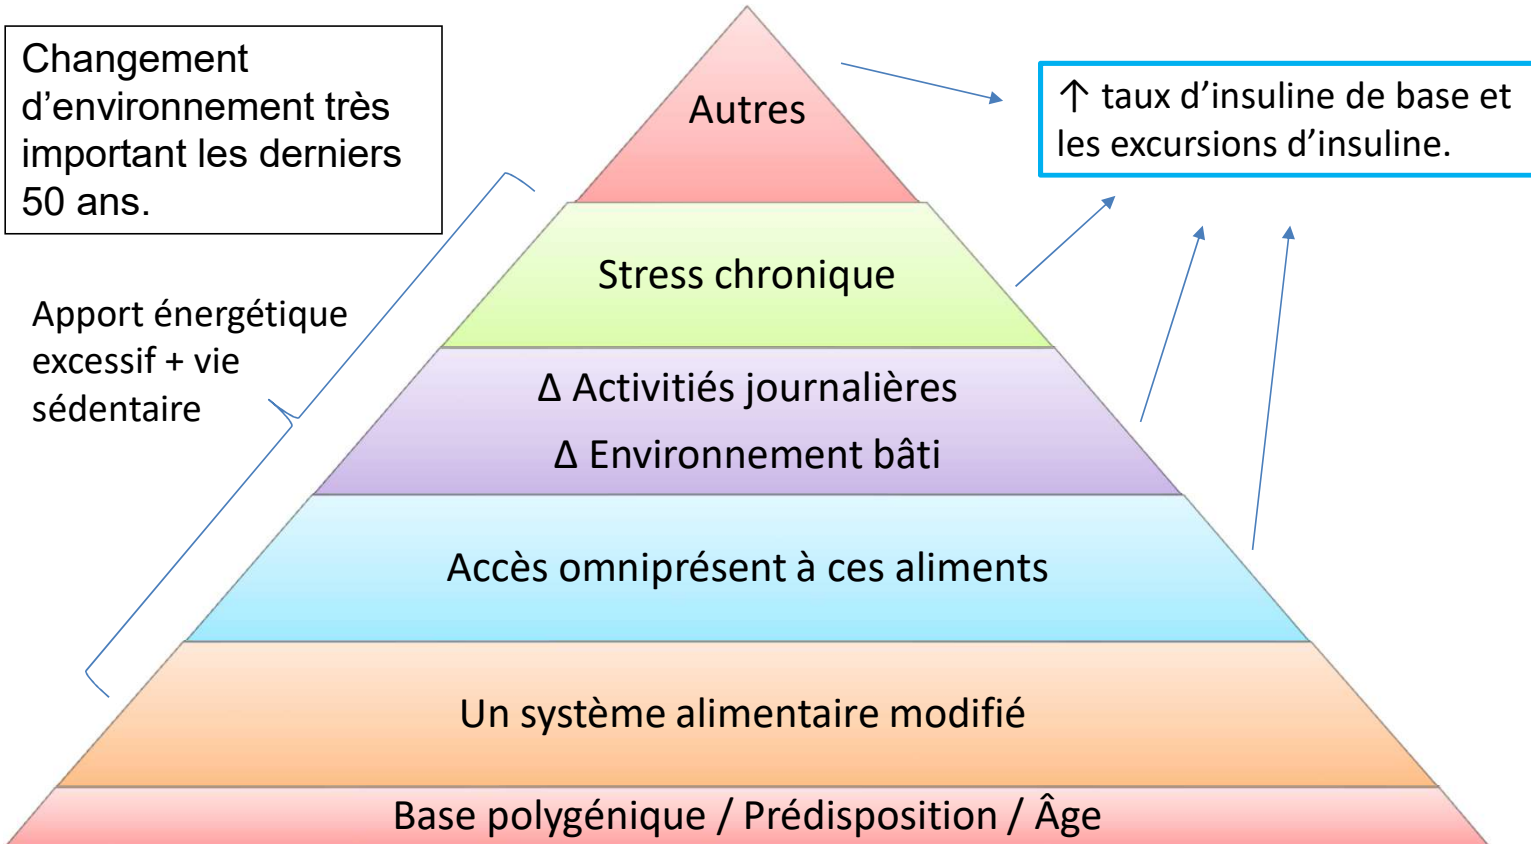 Changement
d’environnement très
important les derniers
50 ans.
Autres
↑ taux d’insuline de base et
les excursions d’insuline.
Stress chronique
Apport énergétique
excessif + vie
sédentaire
Δ Activitiés journalières
Δ Environnement bâti
Accès omniprésent à ces aliments
Un système alimentaire modifié
Base polygénique / Prédisposition / Âge